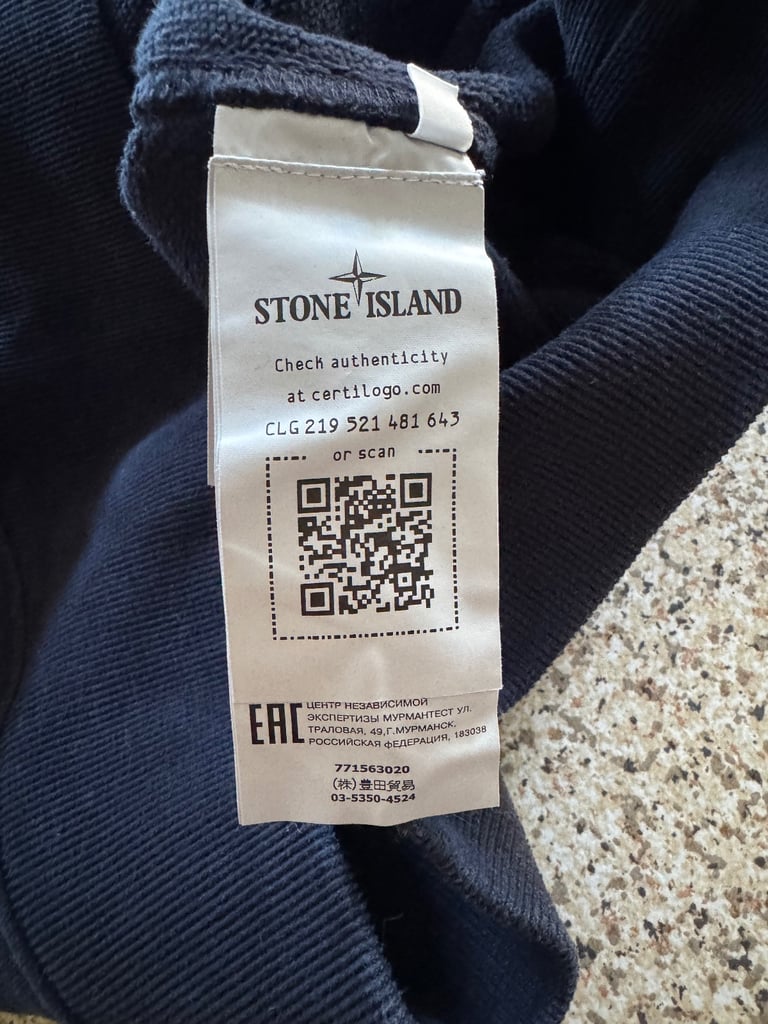 STONE ISLAND
Check authenticity
at certilogo.com
CLG 219 521 481 643
or scan
EAC
ЦЕНТР НЕЗАВИСИМОЙ
ЭКСПЕРТИЗЫ МУРМАНТЕСТ УЛ.
ТРАЛОВАЯ, 49,Г.МУРМАНСК,
РОССИЙСКАЯ ФЕДЕРАЦИЯ, 183038
771563020
(株)豊田貿易
03-5350-4524